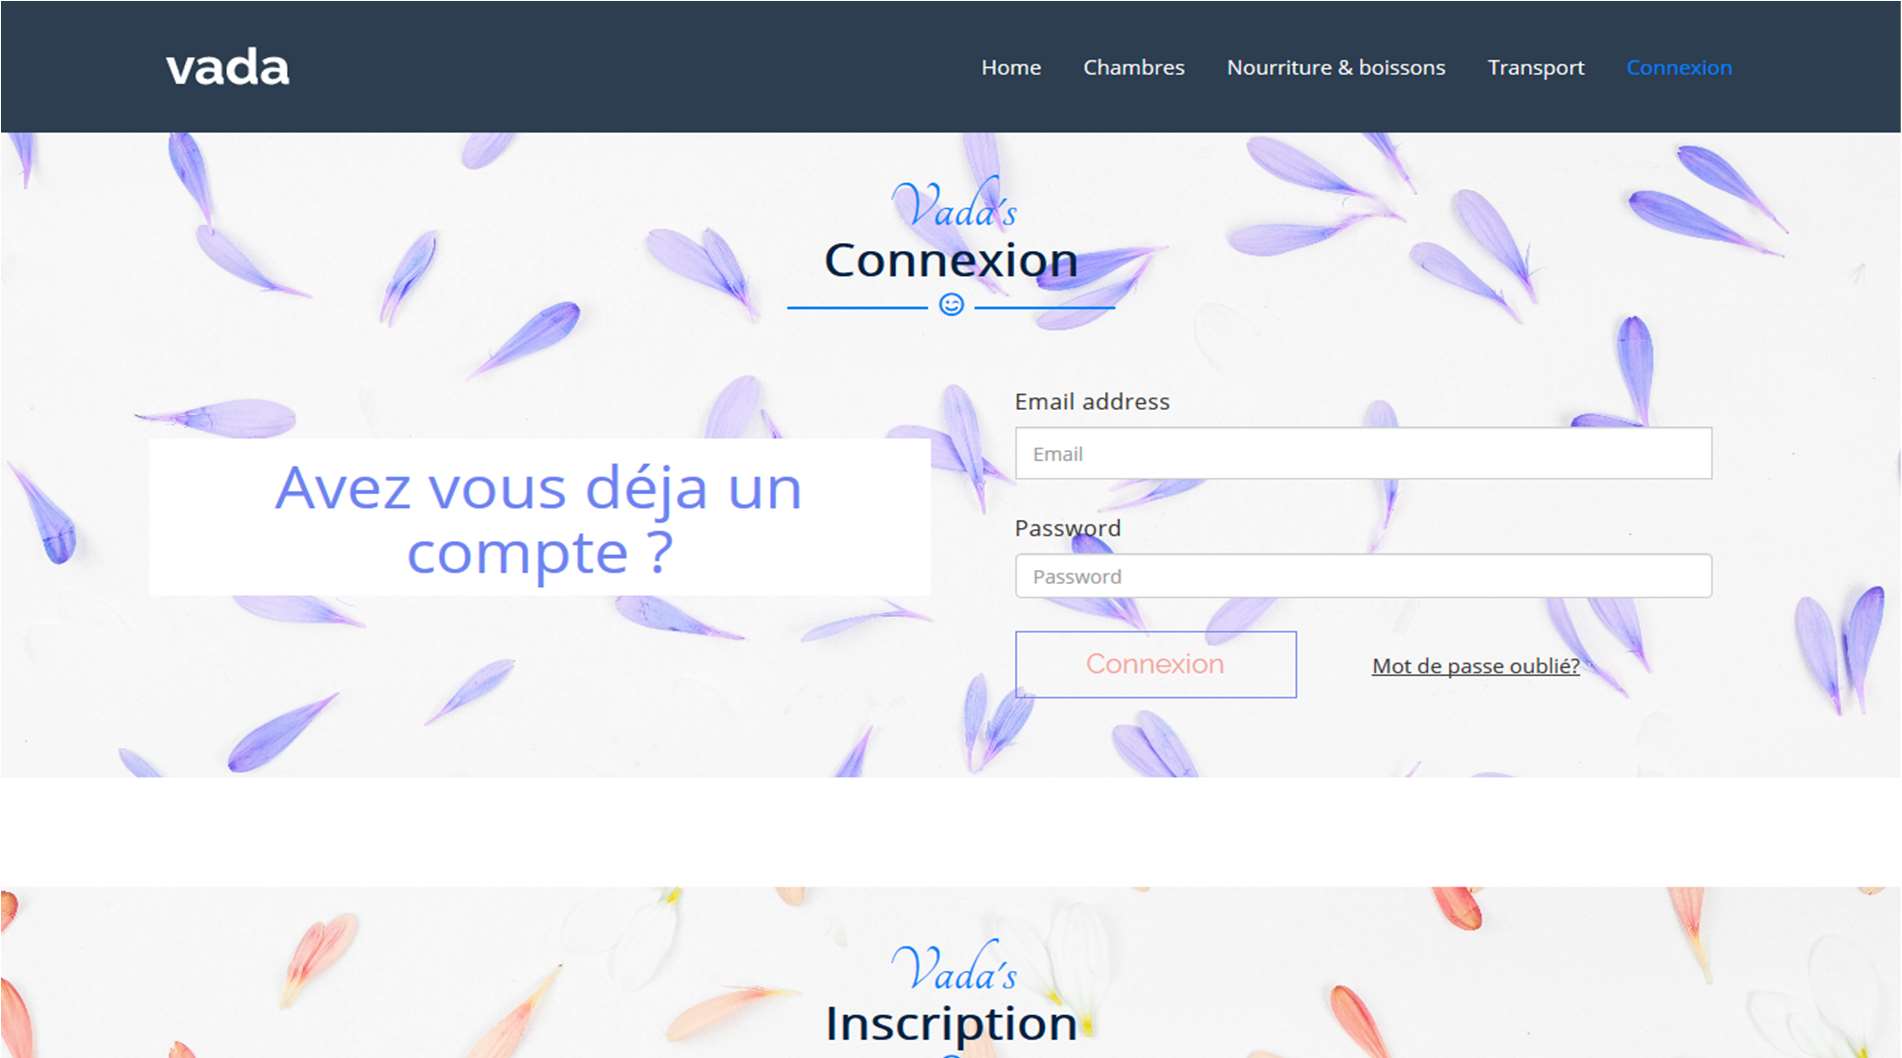 vada
Home Chambres Nourriture & boissons Transport Connexion
Vada's
Connexion
Avez vous déja un
compte ?
Email address
Email
Password
Password
Connexion Mot de passe oublié?
Vada's
Inscription